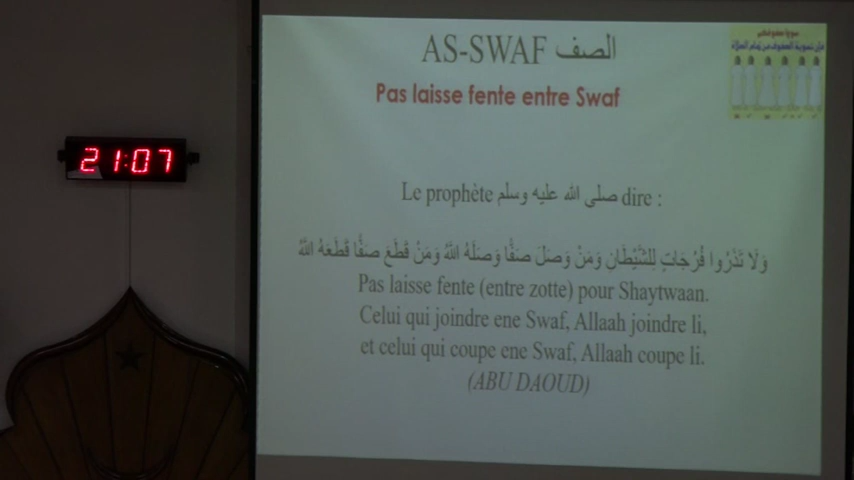 AS-SWAF الصف
Pas laisse fente entre Swaf
21:07
Le prophète صلى الله عليه وسلم dire :
وَلَا تَذَرُوا فُرُجَاتٍ لِلشَّيْطَانِ وَمَنْ وَصَلَ صَفًّا وَصَلَهُ اللَّهُ وَمَنْ قَطَعَ صَفًّا قَطَعَهُ اللَّهُ
Pas laisse fente (entre zotte) pour Shaytwaan.
Celui qui joindre ene Swaf, Allaah joindre li,
et celui qui coupe ene Swaf, Allaah coupe li.
(ABU DAOUD)